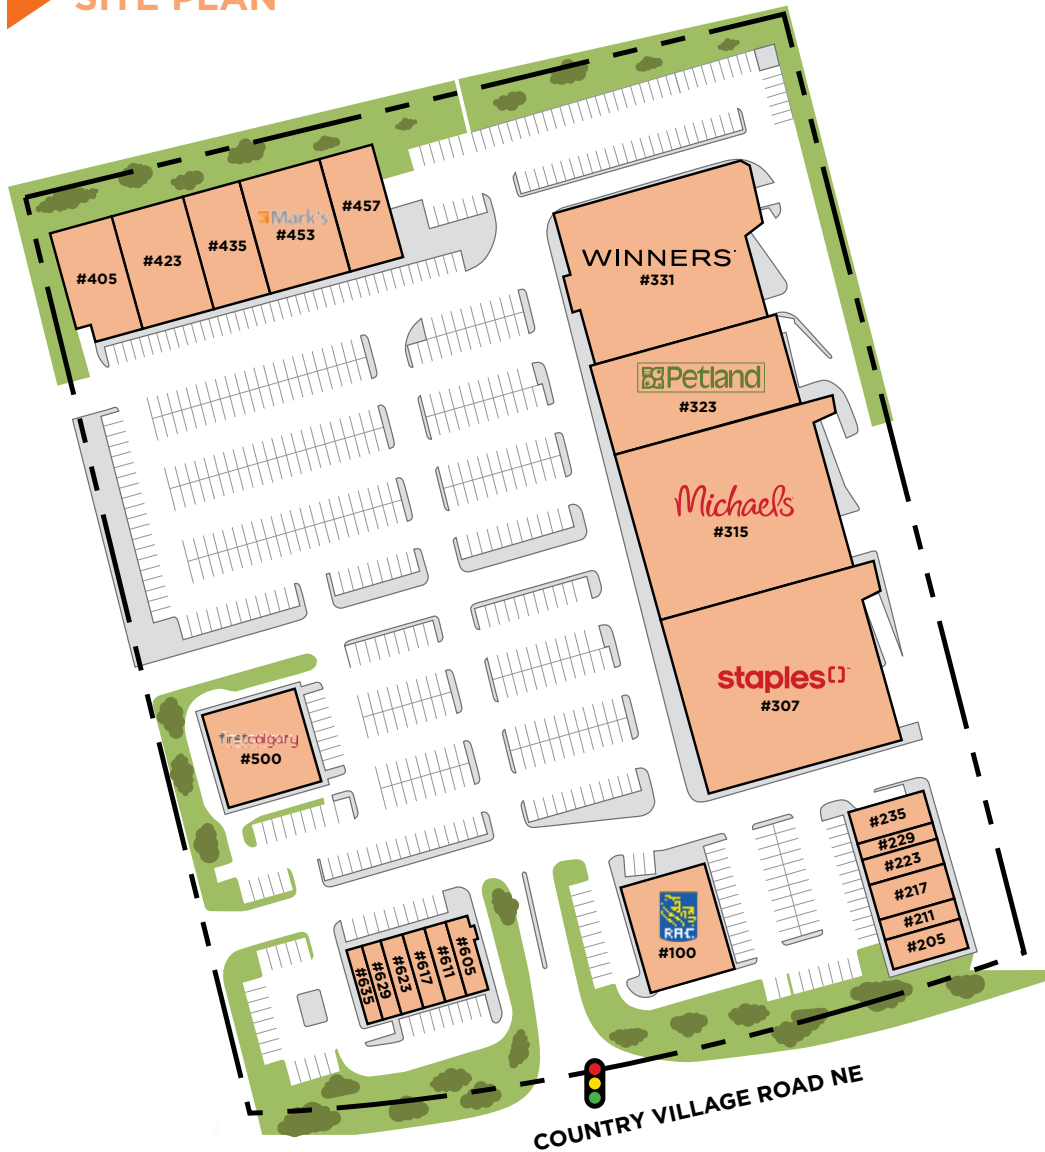 SITE PLAN
#405
#423
#435
Mark's
#453
#457
WINNERS
#331
Petland
#323
Michaels
#315
staples
#307
firstcalgary
#500
#235
#229
#223
#217
#211
#205
RBC
#100
#635
#629
#623
#617
#611
#605
COUNTRY VILLAGE ROAD NE